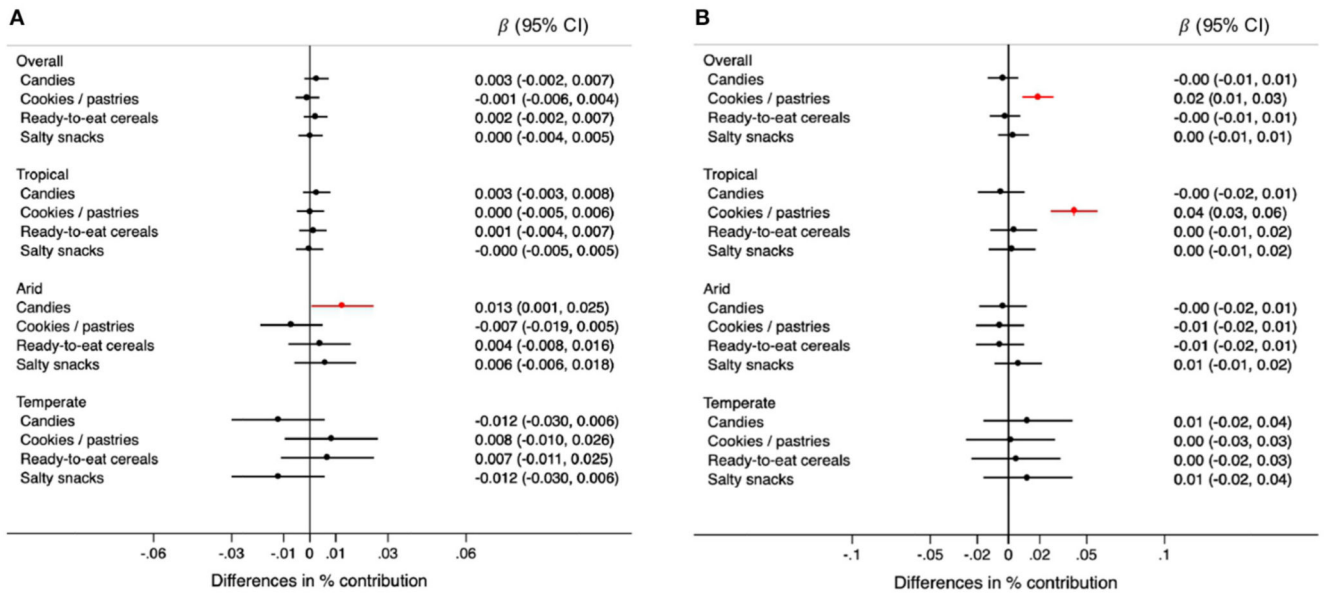 A
β (95% CI)
Overall
Candies 0.003 (-0.002, 0.007)
Cookies / pastries -0.001 (-0.006, 0.004)
Ready-to-eat cereals 0.002 (-0.002, 0.007)
Salty snacks 0.000 (-0.004, 0.005)
Tropical
Candies 0.003 (-0.003, 0.008)
Cookies / pastries 0.000 (-0.005, 0.006)
Ready-to-eat cereals 0.001 (-0.004, 0.007)
Salty snacks -0.000 (-0.005, 0.005)
Arid
Candies 0.013 (0.001, 0.025)
Cookies / pastries -0.007 (-0.019, 0.005)
Ready-to-eat cereals 0.004 (-0.008, 0.016)
Salty snacks 0.006 (-0.006, 0.018)
Temperate
Candies -0.012 (-0.030, 0.006)
Cookies / pastries 0.008 (-0.010, 0.026)
Ready-to-eat cereals 0.007 (-0.011, 0.025)
Salty snacks -0.012 (-0.030, 0.006)
-.06 -.03 -.01 0 .01 .03 .06
Differences in % contribution
B
β (95% CI)
Overall
Candies -0.00 (-0.01, 0.01)
Cookies / pastries 0.02 (0.01, 0.03)
Ready-to-eat cereals -0.00 (-0.01, 0.01)
Salty snacks 0.00 (-0.01, 0.01)
Tropical
Candies -0.00 (-0.02, 0.01)
Cookies / pastries 0.04 (0.03, 0.06)
Ready-to-eat cereals 0.00 (-0.01, 0.02)
Salty snacks 0.00 (-0.01, 0.02)
Arid
Candies -0.00 (-0.02, 0.01)
Cookies / pastries -0.01 (-0.02, 0.01)
Ready-to-eat cereals -0.01 (-0.02, 0.01)
Salty snacks 0.01 (-0.01, 0.02)
Temperate
Candies 0.01 (-0.02, 0.04)
Cookies / pastries 0.00 (-0.03, 0.03)
Ready-to-eat cereals 0.00 (-0.02, 0.03)
Salty snacks 0.01 (-0.02, 0.04)
-.1 -.05 -.02 0 .02 .05 .1
Differences in % contribution